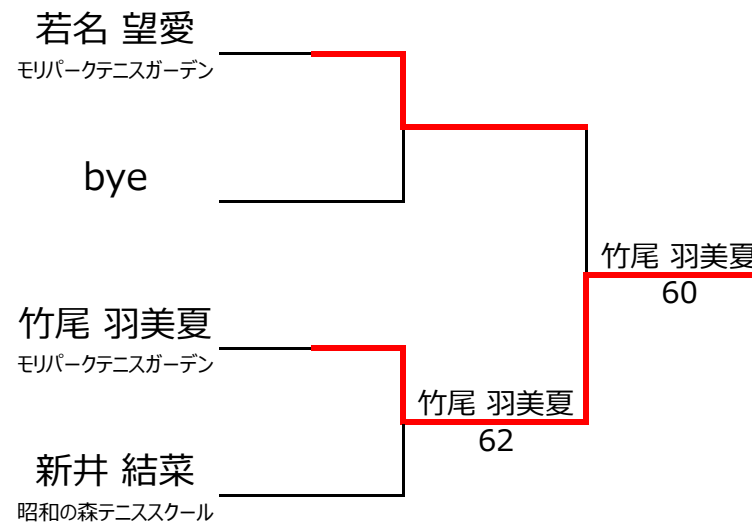 若名 望愛
モリパークテニスガーデン
bye
竹尾 羽美夏
モリパークテニスガーデン
新井 結菜
昭和の森テニススクール
竹尾 羽美夏
62
竹尾 羽美夏
60